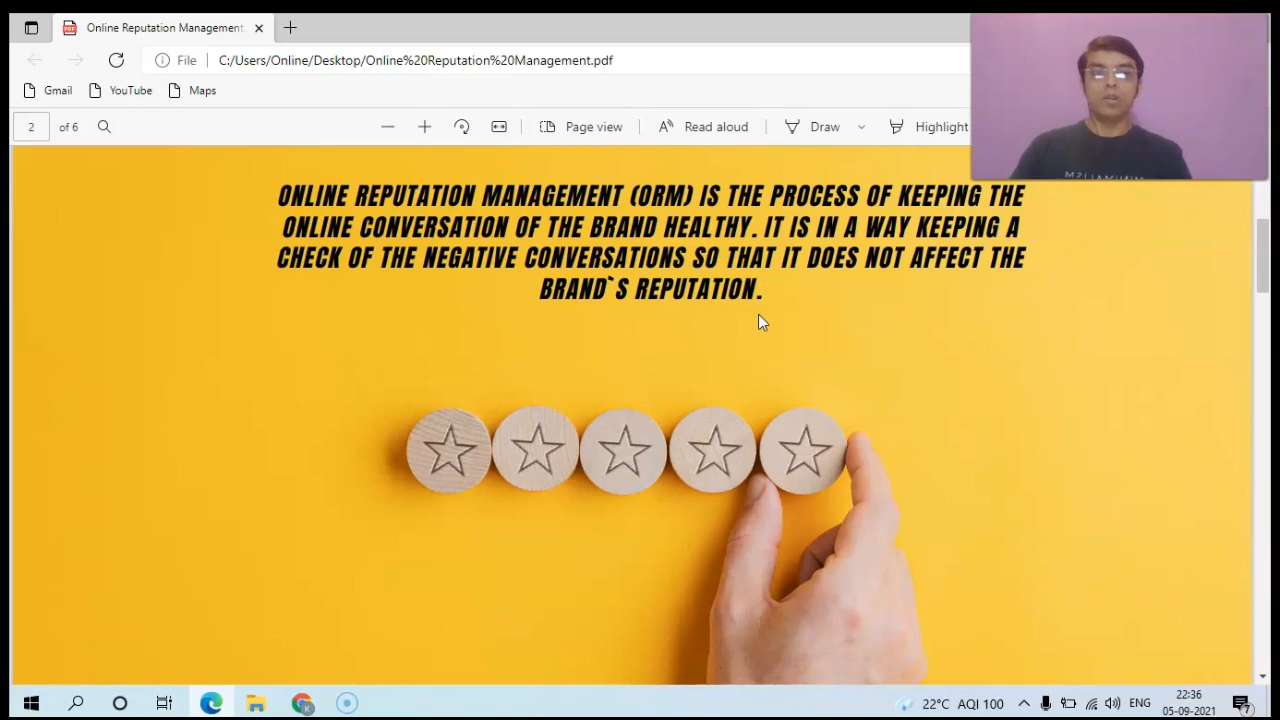 Online Reputation Management
File
C:/Users/Online/Desktop/Online%20Reputation%20Management.pdf
Gmail
YouTube
Maps
2 of 6
Page view
Read aloud
Draw
Highlight
ONLINE REPUTATION MANAGEMENT (ORM) IS THE PROCESS OF KEEPING THE
ONLINE CONVERSATION OF THE BRAND HEALTHY. IT IS IN A WAY KEEPING A
CHECK OF THE NEGATIVE CONVERSATIONS SO THAT IT DOES NOT AFFECT THE
BRAND`S REPUTATION.
22°C AQI 100
ENG
22:36
05-09-2021
7